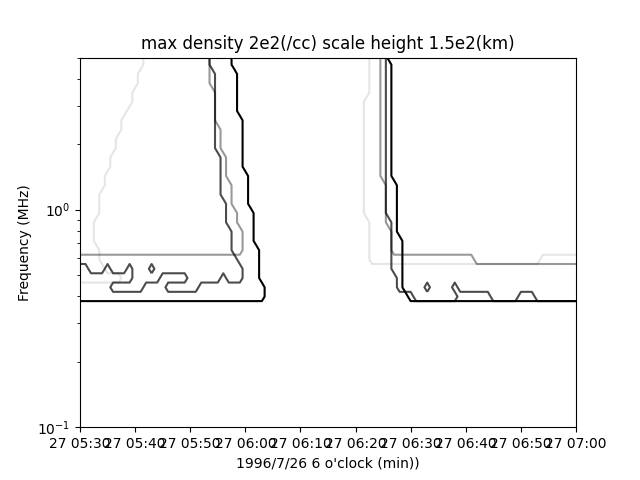 max density 2e2(/cc) scale height 1.5e2(km)
Frequency (MHz)
10^0
10^-1
27 05:30 27 05:40 27 05:50 27 06:00 27 06:10 27 06:20 27 06:30 27 06:40 27 06:50 27 07:00
1996/7/26 6 o'clock (min))